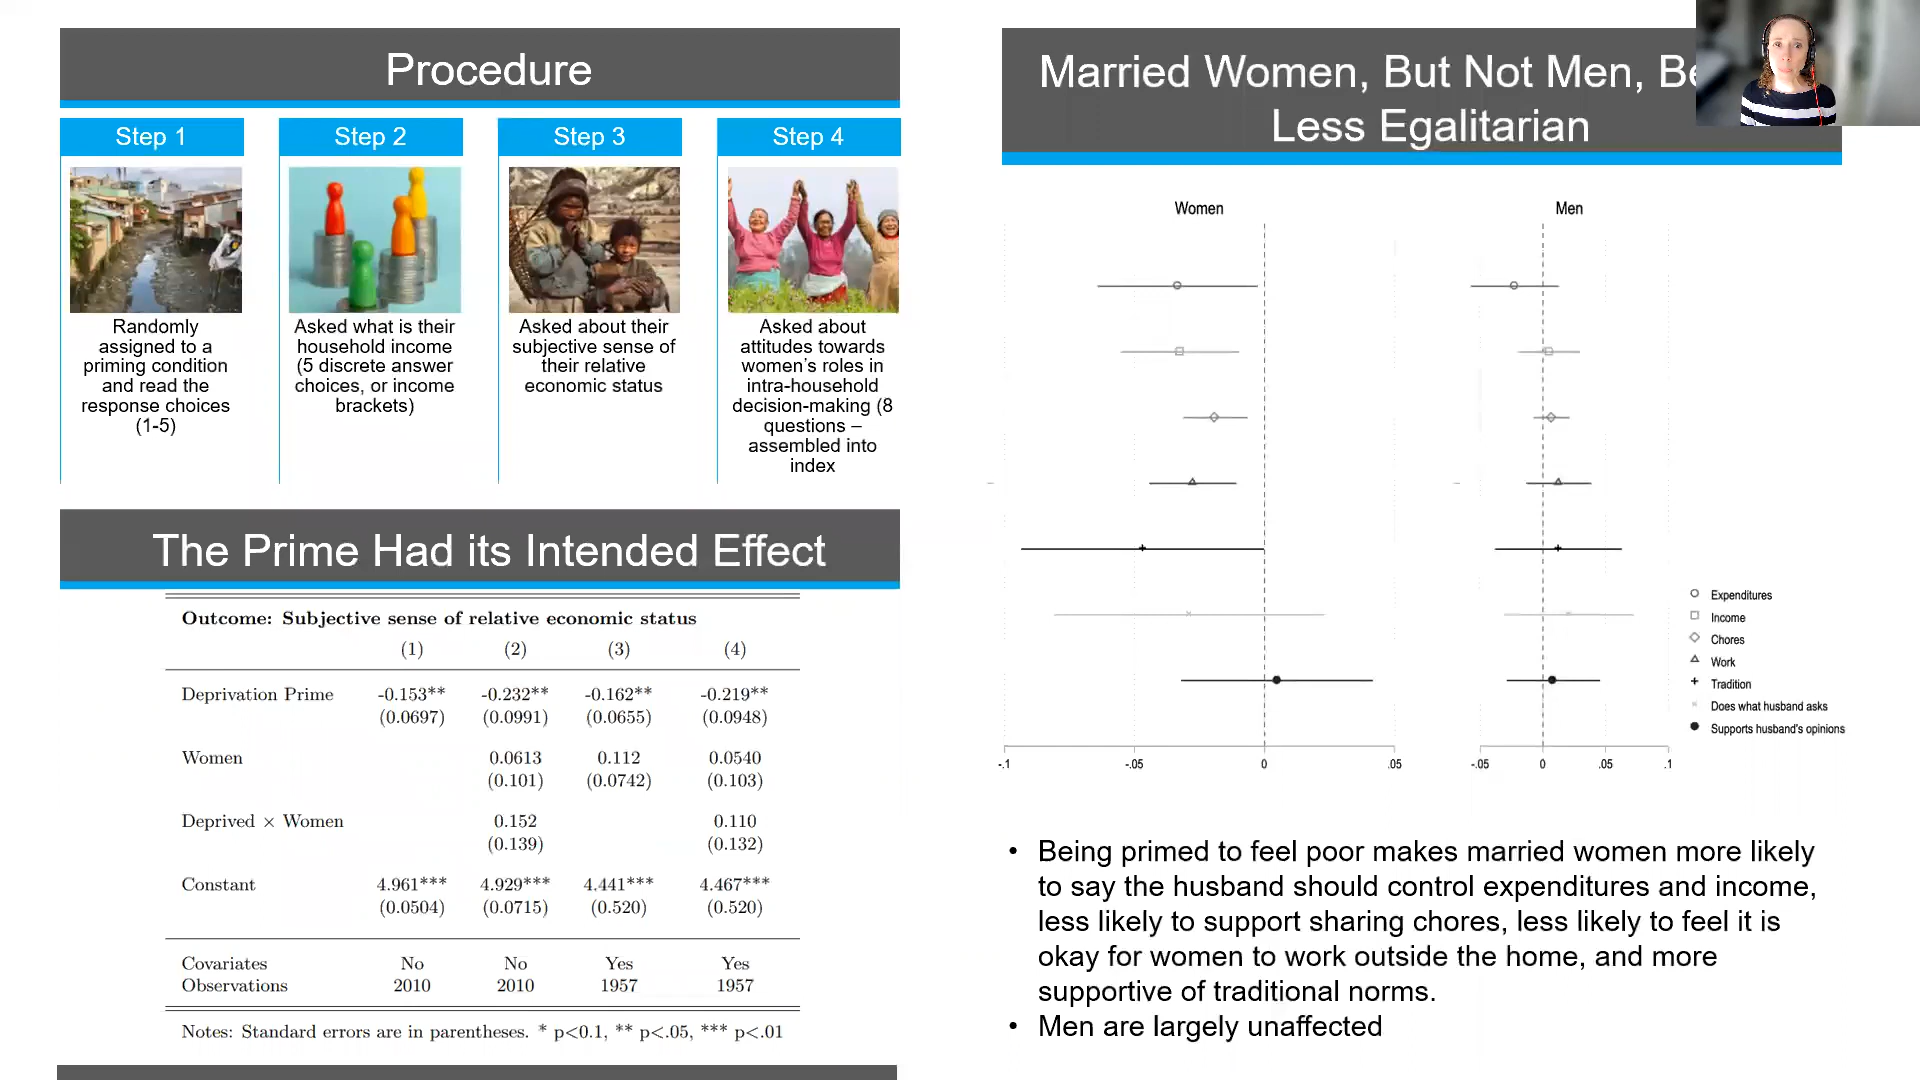 Procedure
Step 1
Randomly
assigned to a
priming condition
and read the
response choices
(1-5)
Step 2
Asked what is their
household income
(5 discrete answer
choices, or income
brackets)
Step 3
Asked about their
subjective sense of
their relative
economic status
Step 4
Asked about
attitudes towards
women's roles in
intra-household
decision-making (8
questions –
assembled into
index
The Prime Had its Intended Effect
Outcome: Subjective sense of relative economic status
(1) (2) (3) (4)
Deprivation Prime -0.153** -0.232** -0.162** -0.219**
(0.0697) (0.0991) (0.0655) (0.0948)
Women 0.0613 0.112 0.0540
(0.101) (0.0742) (0.103)
Deprived × Women 0.152 0.110
(0.139) (0.132)
Constant 4.961*** 4.929*** 4.441*** 4.467***
(0.0504) (0.0715) (0.520) (0.520)
Covariates No No Yes Yes
Observations 2010 2010 1957 1957
Notes: Standard errors are in parentheses. * p<0.1, ** p<.05, *** p<.01
Married Women, But Not Men,
Less Egalitarian
Women
Men
Expenditures
Income
Chores
Work
Tradition
Does what husband asks
Supports husband's opinions
-.1 -.05 0 .05
-.05 0 .05 .1
• Being primed to feel poor makes married women more likely
to say the husband should control expenditures and income,
less likely to support sharing chores, less likely to feel it is
okay for women to work outside the home, and more
supportive of traditional norms.
• Men are largely unaffected